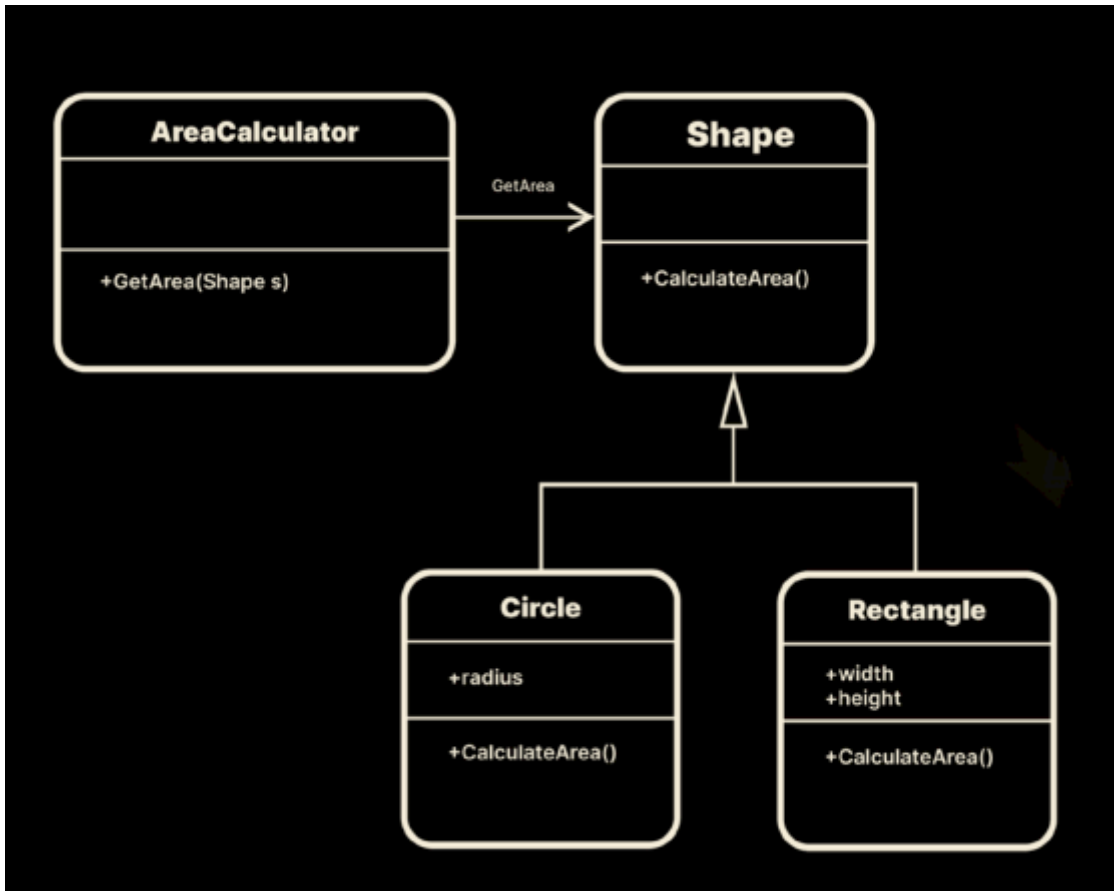 AreaCalculator
+GetArea(Shape s)
GetArea
Shape
+CalculateArea()
Circle
+radius
+CalculateArea()
Rectangle
+width
+height
+CalculateArea()